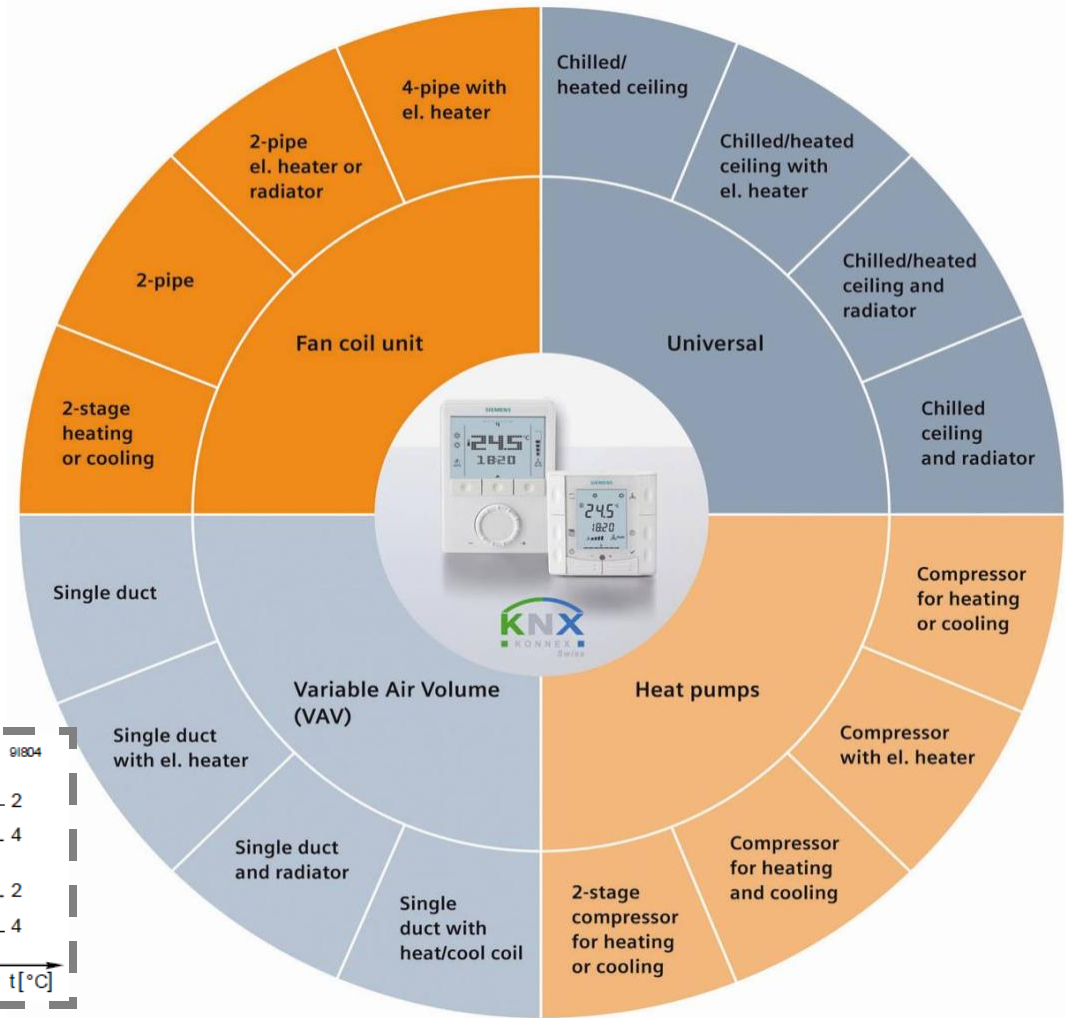 4-pipe with
el. heater
2-pipe
el. heater or
radiator
2-pipe
2-stage
heating
or cooling
Fan coil unit
Chilled/
heated ceiling
Chilled/heated
ceiling with
el. heater
Chilled/heated
ceiling and
radiator
Chilled
ceiling
and radiator
Universal
SIEMENS
24.5°C
18:20
SIEMENS
24.5°
18:20
KNX
KONNEX
Swiss
Single duct
Single duct
with el. heater
Single duct
and radiator
Single
duct with
heat/cool coil
Variable Air Volume
(VAV)
Heat pumps
Compressor
for heating
or cooling
Compressor
with el. heater
Compressor
for heating
and cooling
2-stage
compressor
for heating
or cooling
91804
2
4
2
4
t[°C]